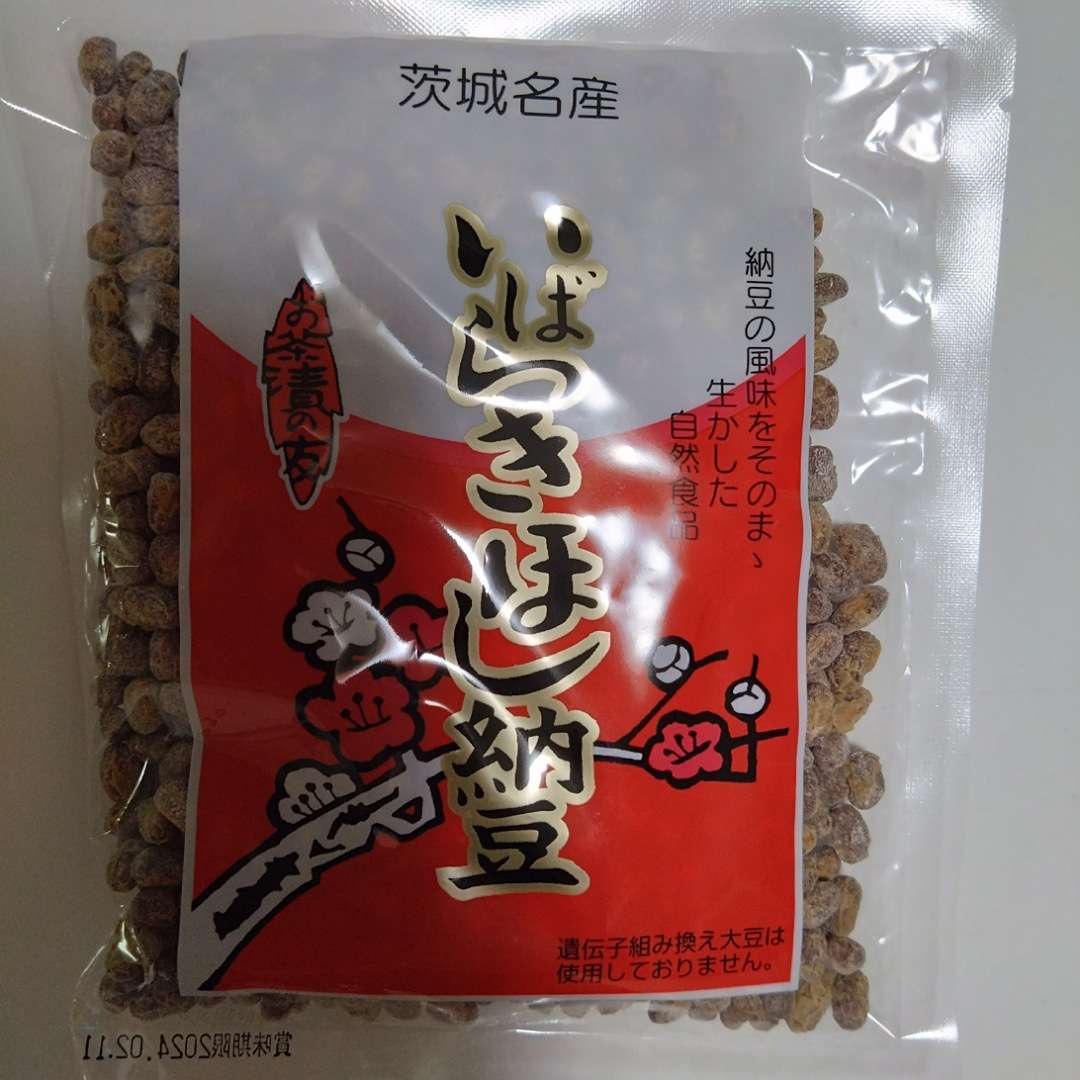 茨城名産
いばらきほし納豆
納豆の風味をそのまゝ
生かした
自然食品
お茶漬の友
遺伝子組み換え大豆は
使用しておりません。
賞味期限2024.02.11